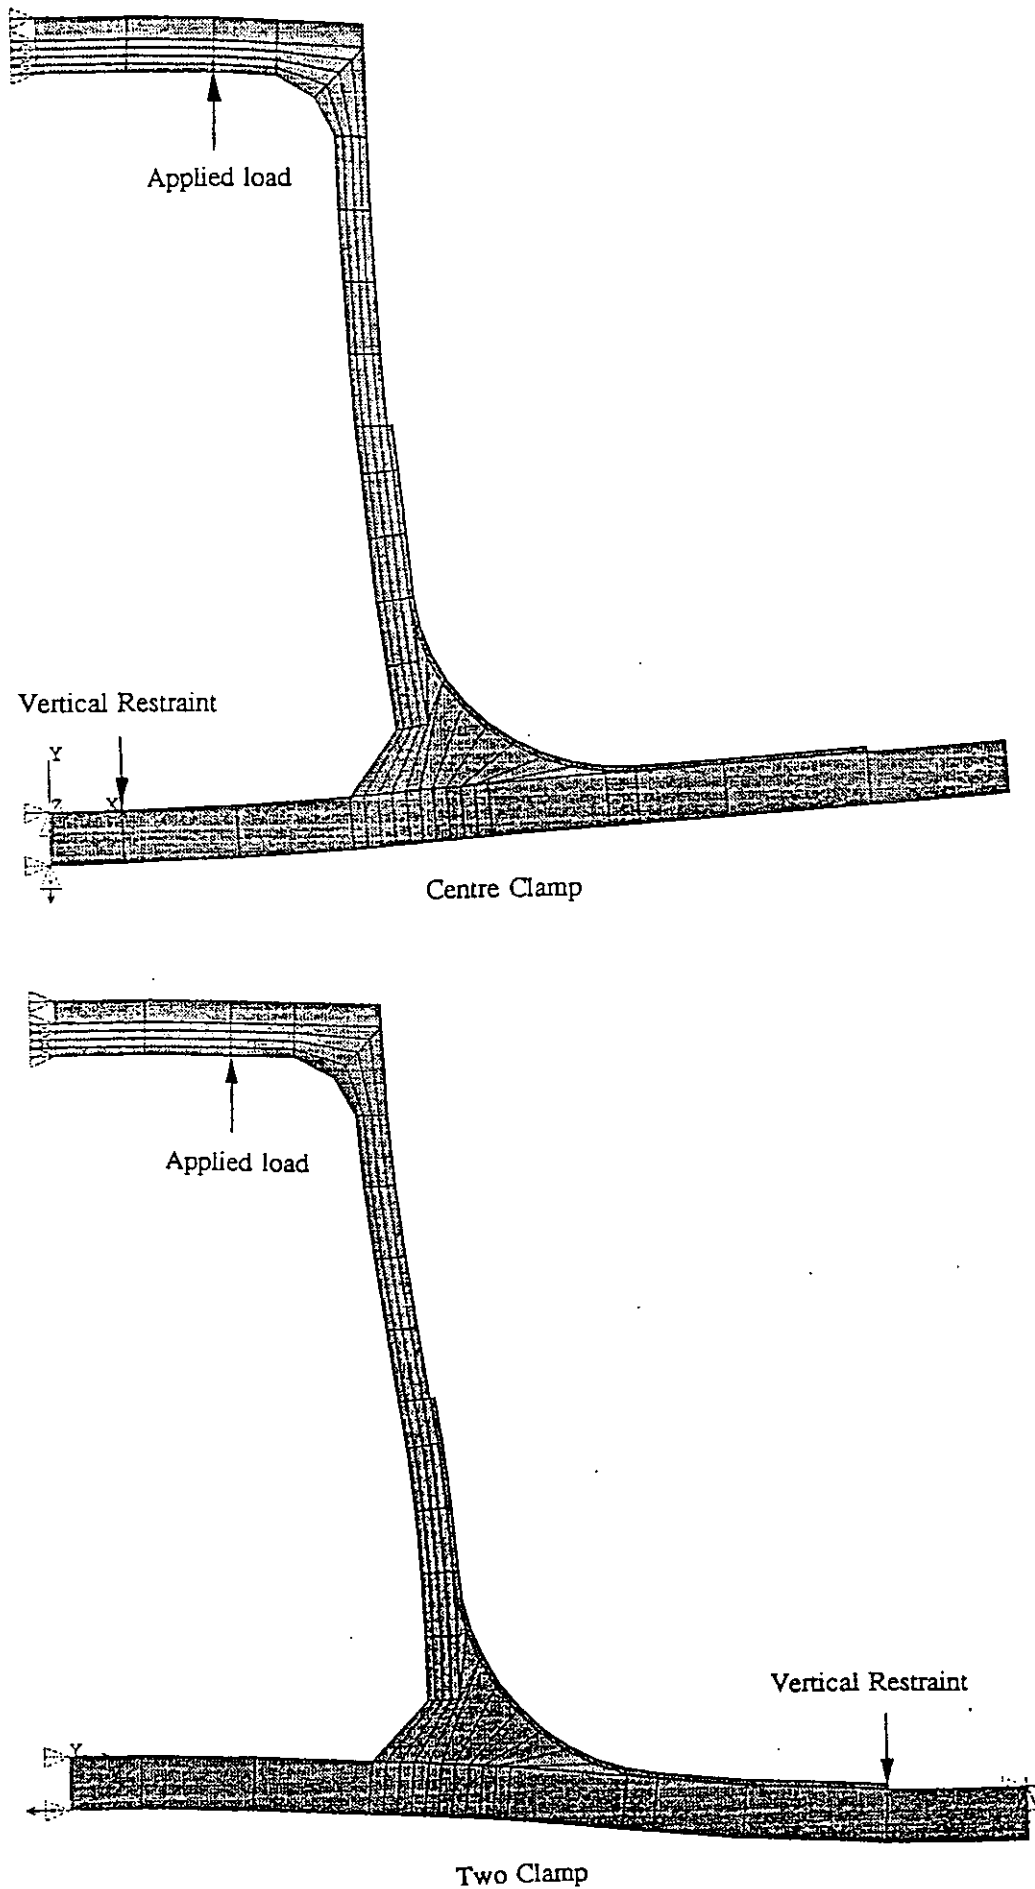 Applied load
Vertical Restraint
Y
Z
X
Centre Clamp
Applied load
Vertical Restraint
Y
Two Clamp